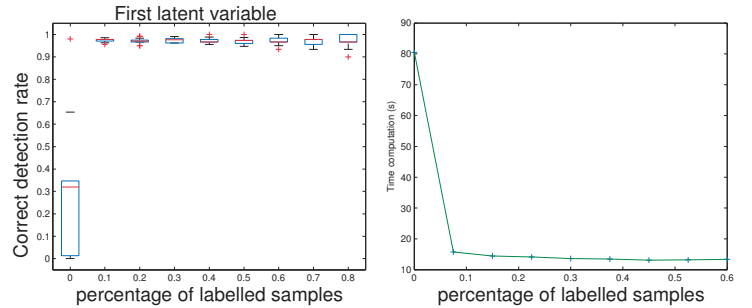 First latent variable
Correct detection rate
1
0.9
0.8
0.7
0.6
0.5
0.4
0.3
0.2
0.1
0
0 0.1 0.2 0.3 0.4 0.5 0.6 0.7 0.8
percentage of labelled samples
Time computation (s)
90
80
70
60
50
40
30
20
10
0 0.1 0.2 0.3 0.4 0.5 0.6
percentage of labelled samples